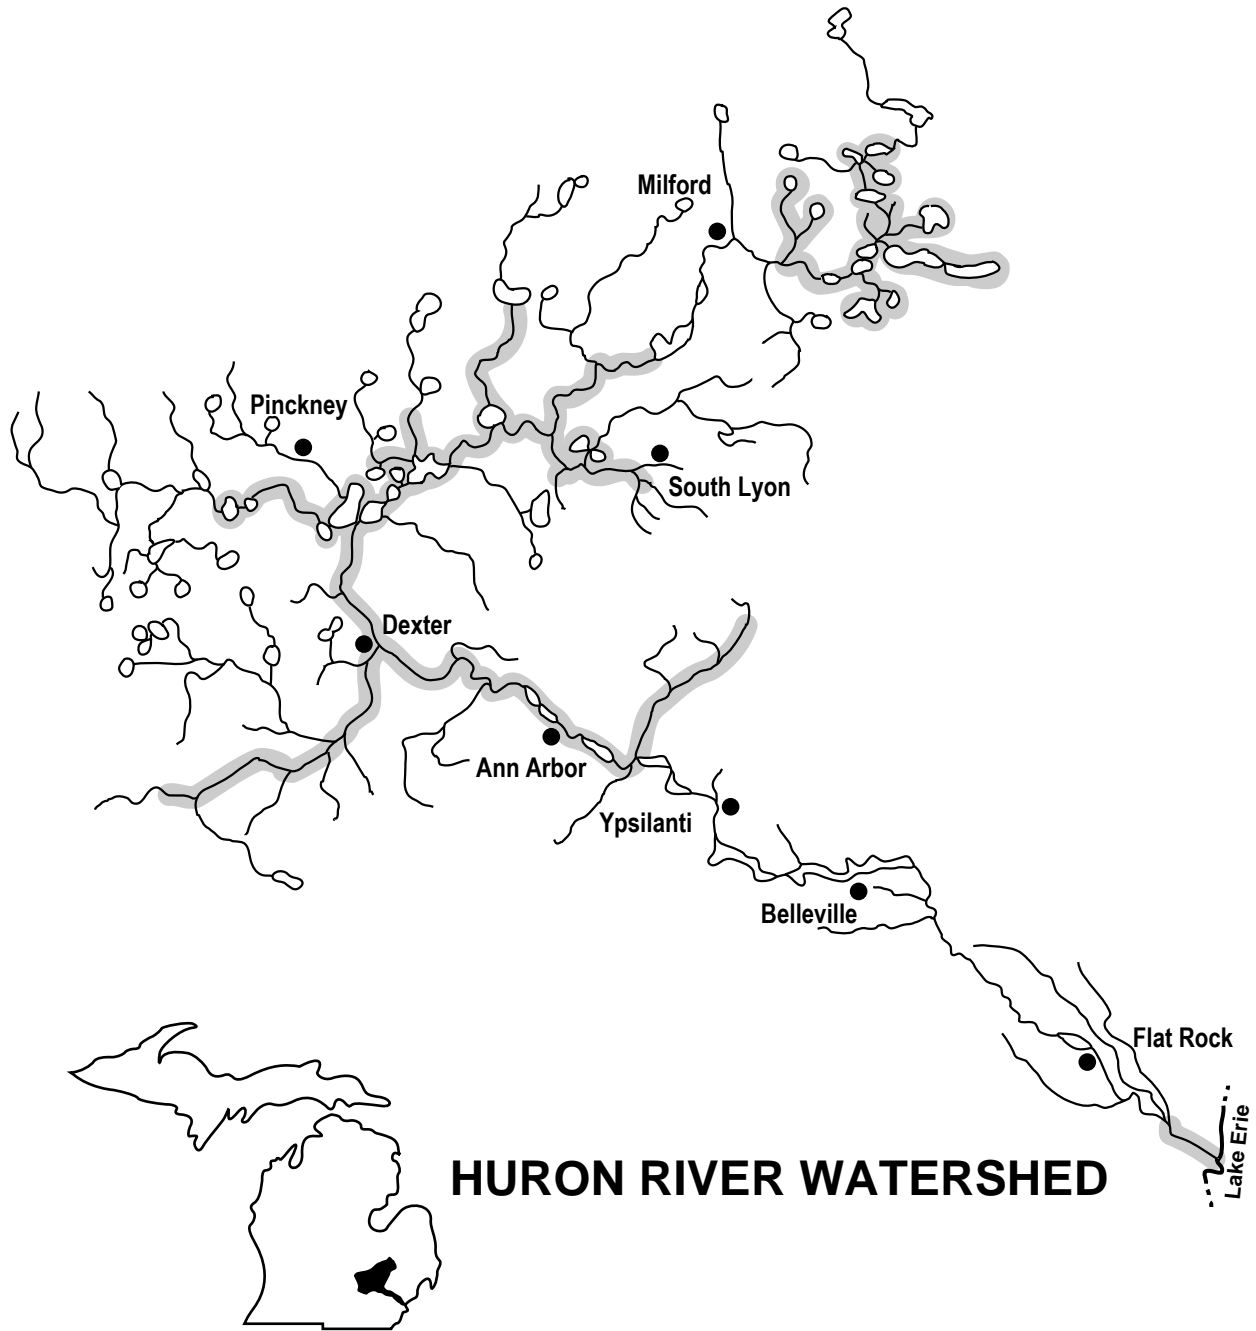 Milford
Pinckney
South Lyon
Dexter
Ann Arbor
Ypsilanti
Belleville
Flat Rock
Lake Erie
HURON RIVER WATERSHED